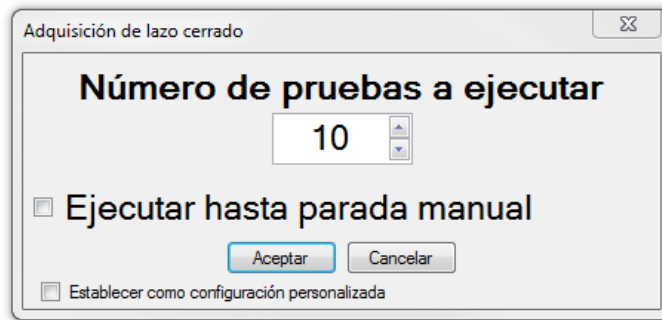 Adquisición de lazo cerrado
Número de pruebas a ejecutar
10
Ejecutar hasta parada manual
Aceptar Cancelar
Establecer como configuración personalizada